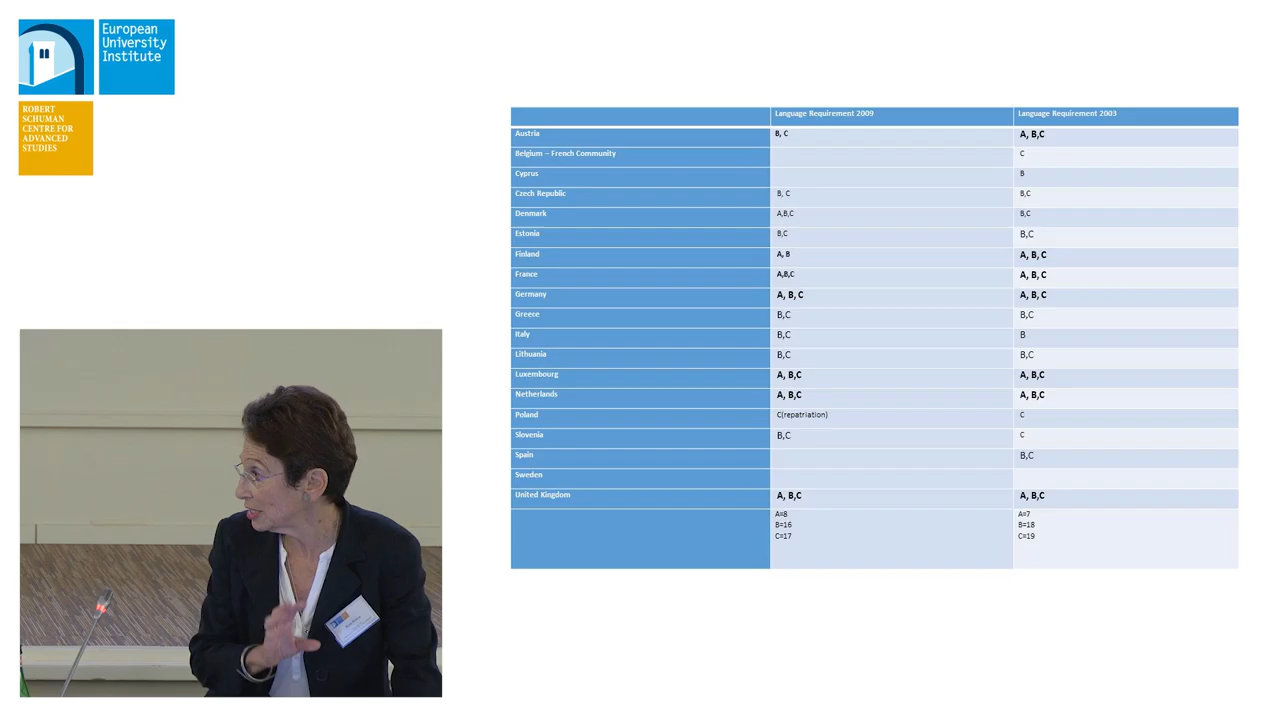 European
University
Institute
ROBERT
SCHUMAN
CENTRE FOR
ADVANCED
STUDIES
Language Requirement 2009 Language Requirement 2003
Austria B, C A, B,C
Belgium – French Community C
Cyprus B
Czech Republic B, C B,C
Denmark A,B,C B,C
Estonia B,C B,C
Finland A, B A, B, C
France A,B,C A, B, C
Germany A, B, C A, B, C
Greece B,C B,C
Italy B,C B
Lithuania B,C B,C
Luxembourg A, B,C A, B,C
Netherlands A, B,C A, B,C
Poland C(repatriation) C
Slovenia B,C C
Spain B,C
Sweden
United Kingdom A, B,C A, B,C
A=8 A=7
B=16 B=18
C=17 C=19